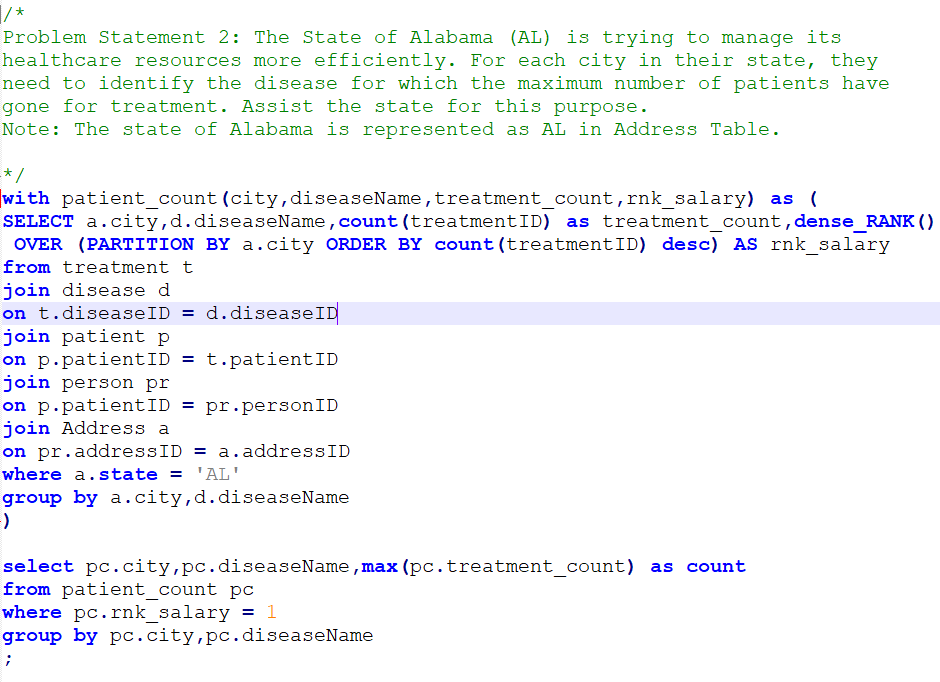 /*
Problem Statement 2: The State of Alabama (AL) is trying to manage its
healthcare resources more efficiently. For each city in their state, they
need to identify the disease for which the maximum number of patients have
gone for treatment. Assist the state for this purpose.
Note: The state of Alabama is represented as AL in Address Table.
*/
with patient_count(city,diseaseName,treatment_count,rnk_salary) as (
SELECT a.city,d.diseaseName,count(treatmentID) as treatment_count,dense_RANK()
OVER (PARTITION BY a.city ORDER BY count(treatmentID) desc) AS rnk_salary
from treatment t
join disease d
on t.diseaseID = d.diseaseID
join patient p
on p.patientID = t.patientID
join person pr
on p.patientID = pr.personID
join Address a
on pr.addressID = a.addressID
where a.state = 'AL'
group by a.city,d.diseaseName
)
select pc.city,pc.diseaseName,max(pc.treatment_count) as count
from patient_count pc
where pc.rnk_salary = 1
group by pc.city,pc.diseaseName
;